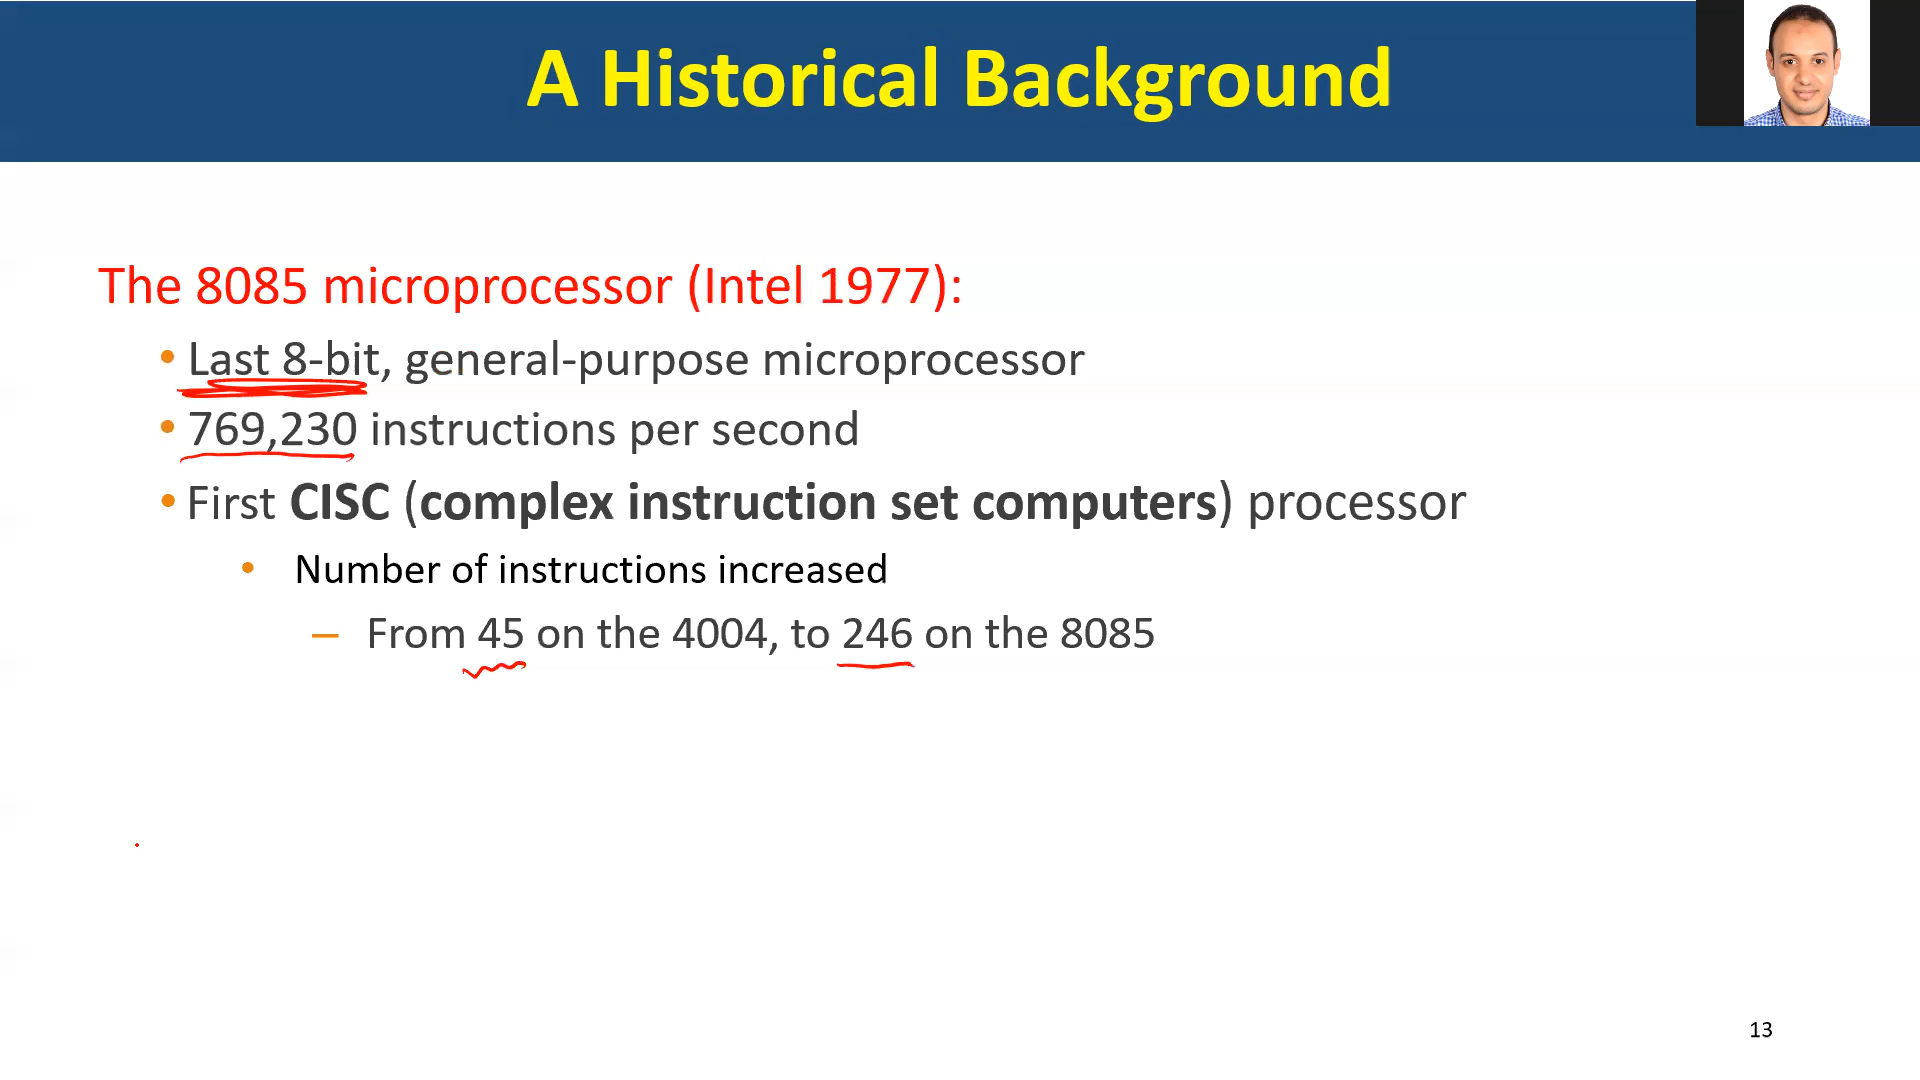 A Historical Background
The 8085 microprocessor (Intel 1977):
• Last 8-bit, general-purpose microprocessor
• 769,230 instructions per second
• First CISC (complex instruction set computers) processor
• Number of instructions increased
– From 45 on the 4004, to 246 on the 8085
13